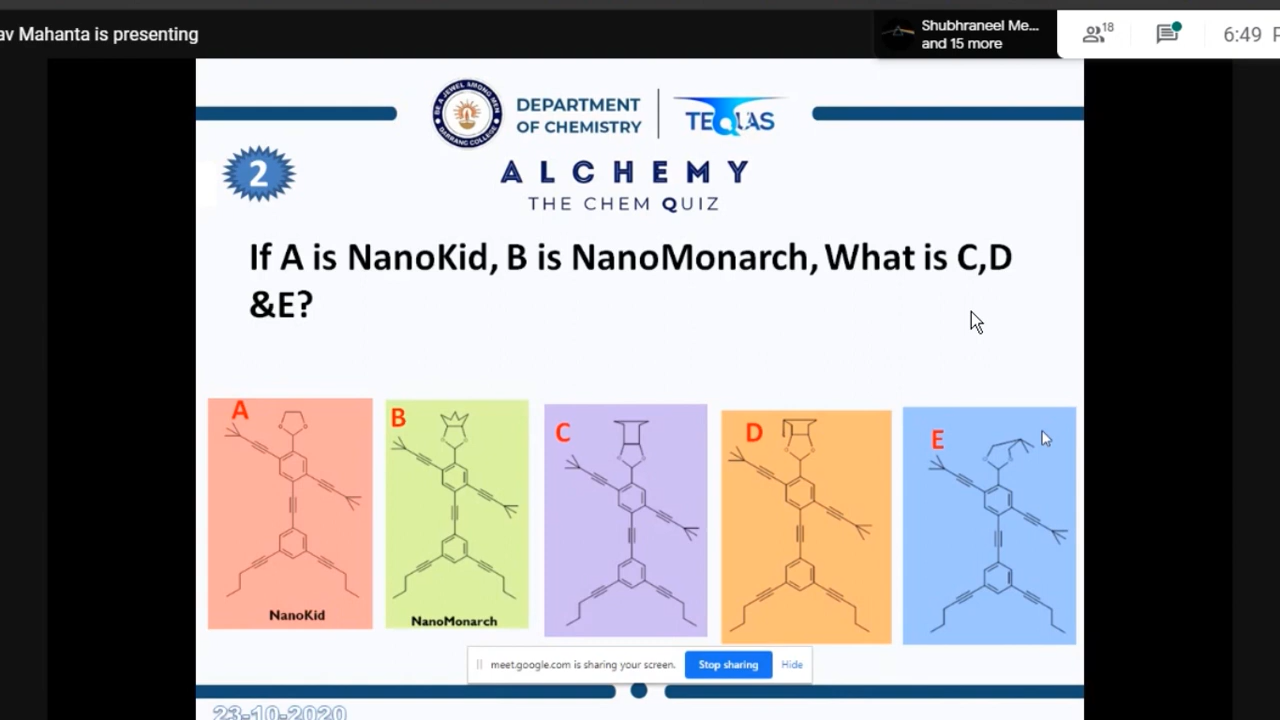 av Mahanta is presenting
Shubhraneel Me...
and 15 more
18
6:49
DEPARTMENT
OF CHEMISTRY
TEQUAS
2
ALCHEMY
THE CHEM QUIZ
If A is NanoKid, B is NanoMonarch, What is C,D
&E?
A
B
C
D
E
NanoKid
NanoMonarch
meet.google.com is sharing your screen.
Stop sharing
Hide
23-10-2020